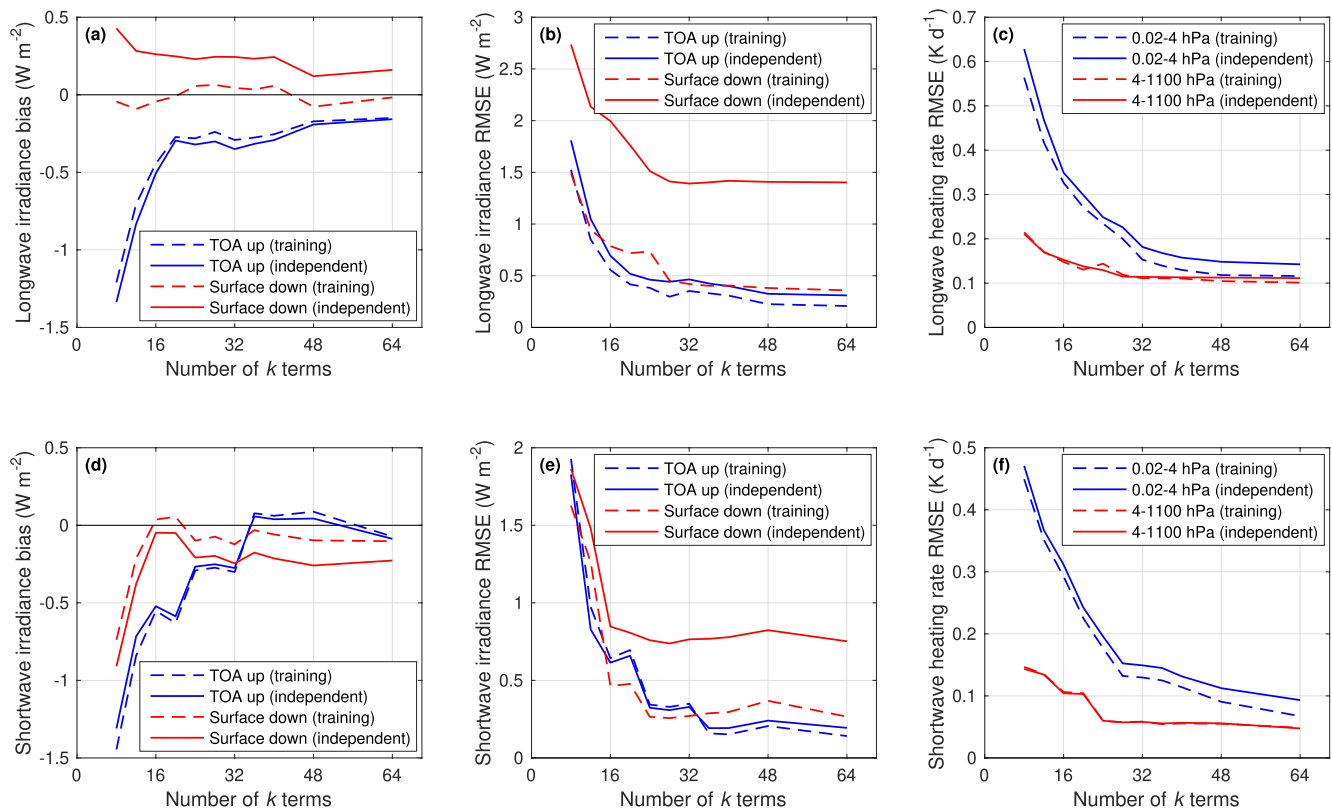 (a)
Longwave irradiance bias (W m-2)
0.5
0
-0.5
-1
-1.5
TOA up (training)
TOA up (independent)
Surface down (training)
Surface down (independent)
0 16 32 48 64
Number of k terms
(b)
Longwave irradiance RMSE (W m-2)
3
2.5
2
1.5
1
0.5
0
TOA up (training)
TOA up (independent)
Surface down (training)
Surface down (independent)
0 16 32 48 64
Number of k terms
(c)
Longwave heating rate RMSE (K d-1)
0.7
0.6
0.5
0.4
0.3
0.2
0.1
0
0.02-4 hPa (training)
0.02-4 hPa (independent)
4-1100 hPa (training)
4-1100 hPa (independent)
0 16 32 48 64
Number of k terms
(d)
Shortwave irradiance bias (W m-2)
0.5
0
-0.5
-1
-1.5
TOA up (training)
TOA up (independent)
Surface down (training)
Surface down (independent)
0 16 32 48 64
Number of k terms
(e)
Shortwave irradiance RMSE (W m-2)
2
1.5
1
0.5
0
TOA up (training)
TOA up (independent)
Surface down (training)
Surface down (independent)
0 16 32 48 64
Number of k terms
(f)
Shortwave heating rate RMSE (K d-1)
0.5
0.4
0.3
0.2
0.1
0
0.02-4 hPa (training)
0.02-4 hPa (independent)
4-1100 hPa (training)
4-1100 hPa (independent)
0 16 32 48 64
Number of k terms